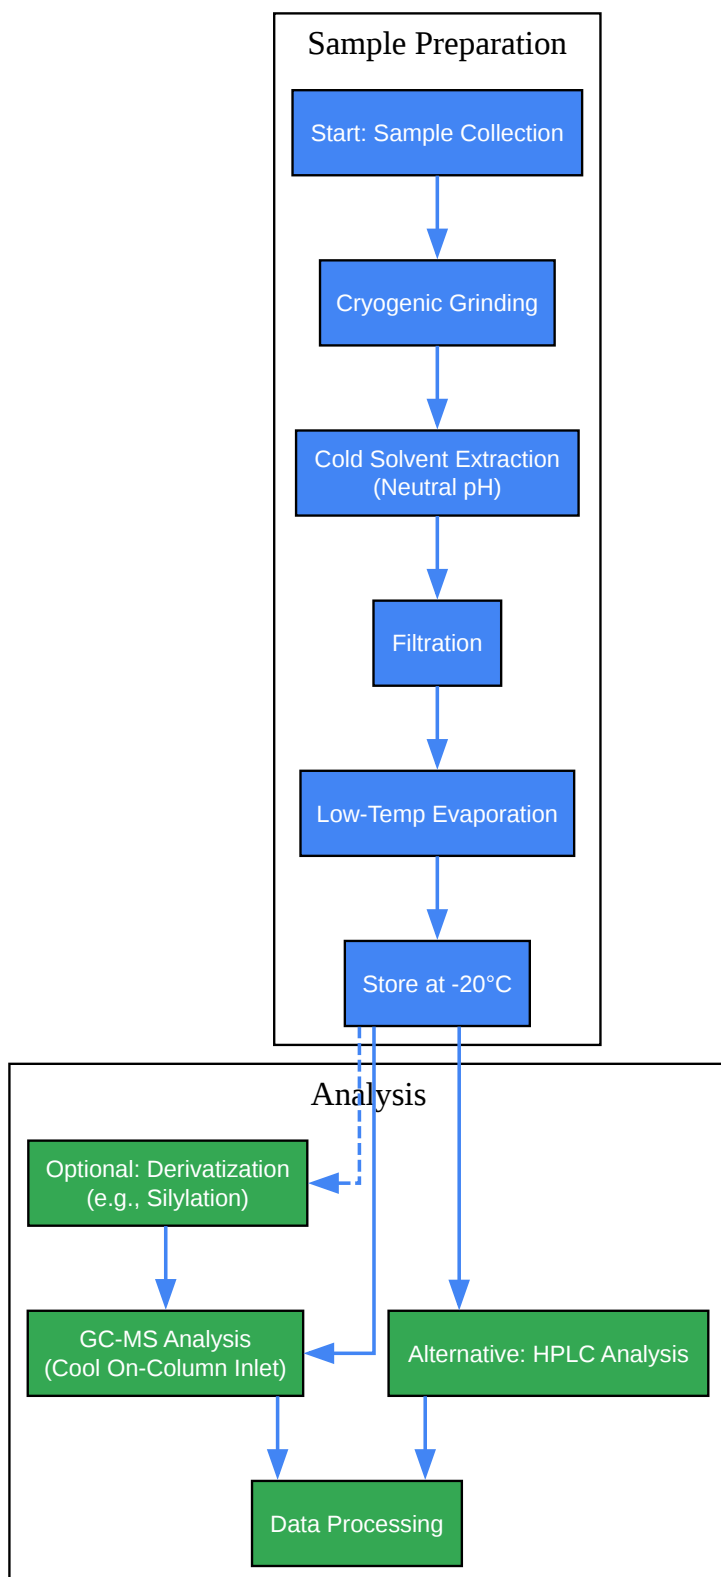 Sample Preparation
Start: Sample Collection
Cryogenic Grinding
Cold Solvent Extraction
(Neutral pH)
Filtration
Low-Temp Evaporation
Store at -20°C
Analysis
Optional: Derivatization
(e.g., Silylation)
GC-MS Analysis
(Cool On-Column Inlet)
Alternative: HPLC Analysis
Data Processing